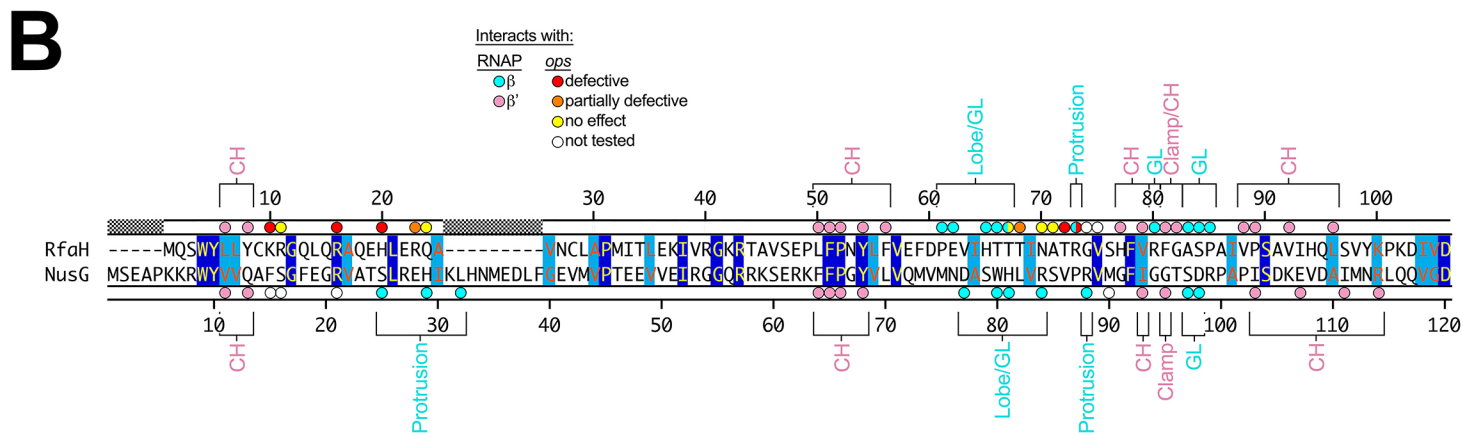 B
Interacts with:
RNAP ops
β defective
β' partially defective
no effect
not tested
CH CH Lobe/GL Protrusion CH GL Clamp/CH GL CH
10 20 30 40 50 60 70 80 90 100
RfaH -----MQSWYLLYCKRGQLQRAQEHLERQA---------VNCLAPMITLEKIVRGKRTAVSEPLFPNYLFVEFDPEVIHTTTINATRGVSHFVRFGASPAIVPSAVIHQLSVYKPKDIVD
NusG MSEAPKKRWYVVQAFSGFEGRVATSLREHIKLHNMEDLFGEVMVPTEEVVEIRGGQRRKSERKFFPGYVLVQMVMNDASWHLVRSVPRVMGFIGGTSDRPAPISDKEVDAIMNRLQQVGD
10 20 30 40 50 60 70 80 90 100 110 120
CH Protrusion CH Lobe/GL Protrusion CH Clamp GL CH